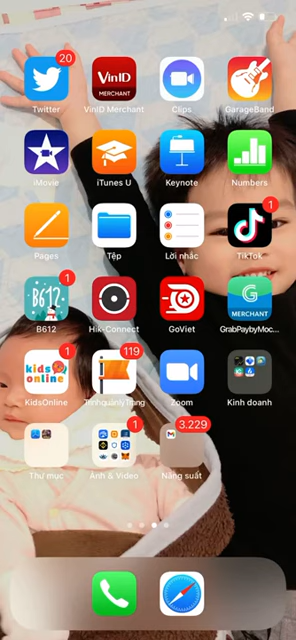 20
VinID
MERCHANT
Twitter
VinID Merchant
Clips
GarageBand
iMovie
iTunes U
Keynote
Numbers
1
Pages
Tệp
Lời nhắc
TikTok
1
B612
G
MERCHANT
B612
Hik-Connect
GoViet
GrabPaybyMoc...
1
119
kids
online
KidsOnline
TrìnhquảnlýTrang
Zoom
Kinh doanh
1
3.229
Thư mục
Ảnh & Video
Năng suất